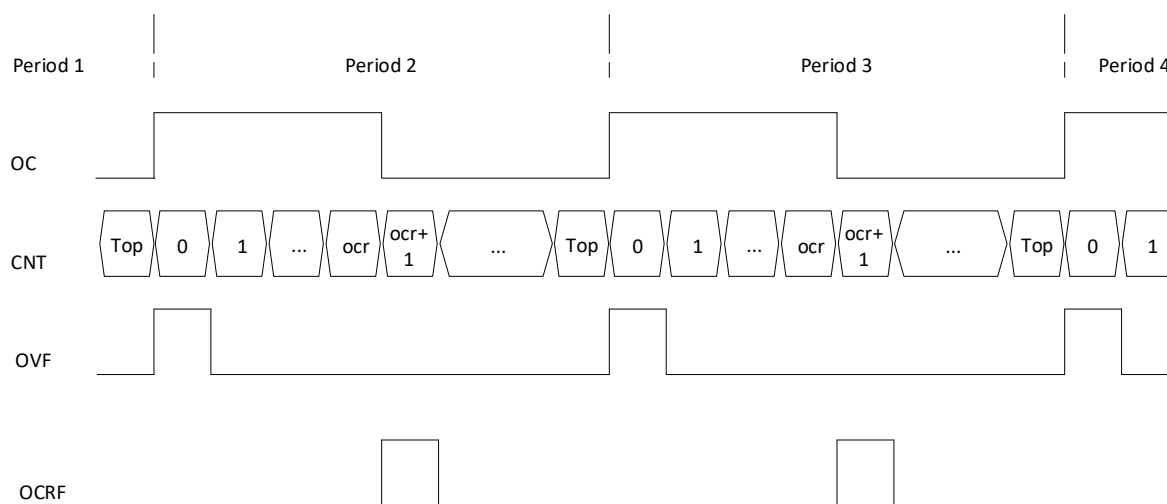 Period 1 Period 2 Period 3 Period 4
OC
CNT Top 0 1 ... ocr ocr+ 1 ... Top 0 1 ... ocr ocr+ 1 ... Top 0 1
OVF
OCRF